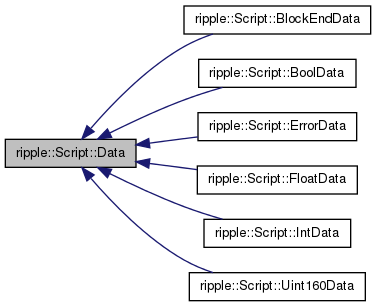 ripple::Script::BlockEndData
ripple::Script::BoolData
ripple::Script::ErrorData
ripple::Script::Data
ripple::Script::FloatData
ripple::Script::IntData
ripple::Script::Uint160Data